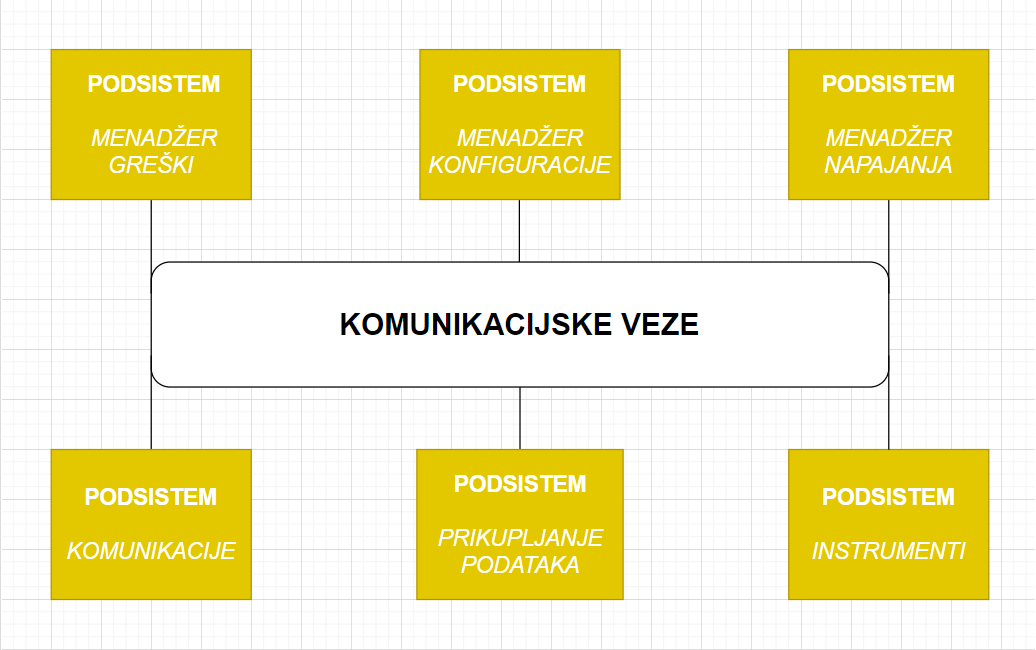 PODSISTEM
MENADŽER
GREŠKI
PODSISTEM
MENADŽER
KONFIGURACIJE
PODSISTEM
MENADŽER
NAPAJANJA
KOMUNIKACIJSKE VEZE
PODSISTEM
KOMUNIKACIJE
PODSISTEM
PRIKUPLJANJE
PODATAKA
PODSISTEM
INSTRUMENTI